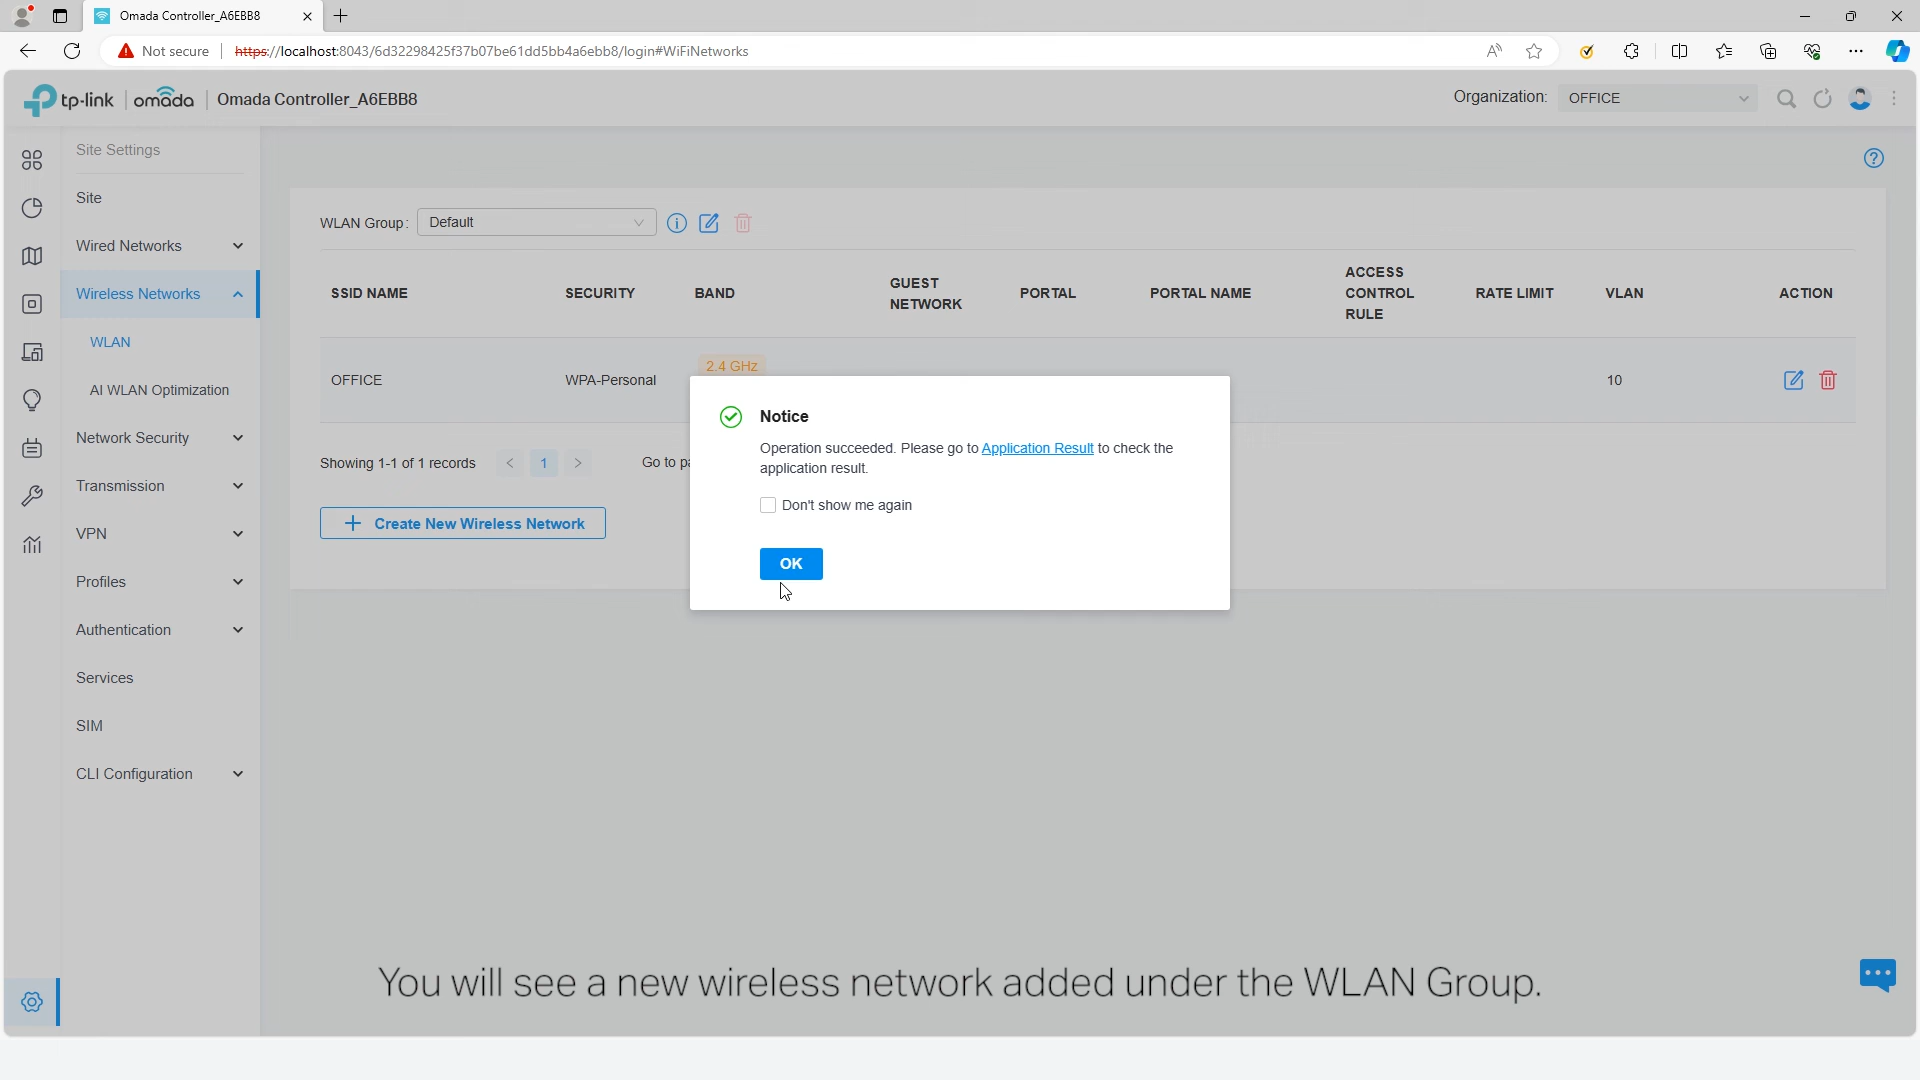 Omada Controller_A6EBB8
Not secure
https://localhost:8043/6d32298425f37b07be61dd5bb4a6ebb8/login#WiFiNetworks
tp-link
omada
Omada Controller_A6EBB8
Organization:
OFFICE
Site Settings
Site
Wired Networks
Wireless Networks
WLAN
AI WLAN Optimization
Network Security
Transmission
VPN
Profiles
Authentication
Services
SIM
CLI Configuration
WLAN Group:
Default
SSID NAME
SECURITY
BAND
GUEST
NETWORK
PORTAL
PORTAL NAME
ACCESS
CONTROL
RULE
RATE LIMIT
VLAN
ACTION
OFFICE
WPA-Personal
2.4 GHz
10
Showing 1-1 of 1 records
<
1
>
Go to pa
+ Create New Wireless Network
Notice
Operation succeeded. Please go to Application Result to check the
application result.
Don't show me again
OK
You will see a new wireless network added under the WLAN Group.